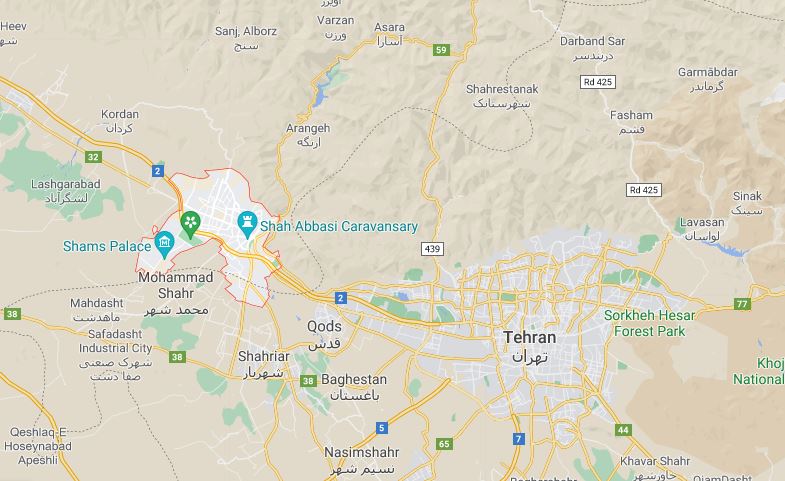 Heev
شهر
Sanj, Alborz
سنج
Varzan
ورزن
Asara
آسارا
59
Darband Sar
دربندسر
Rd 425
Garmābdar
گرماب‌در
Shahrestanak
شهرستانک
Fasham
فشم
Kordan
کردان
Arangeh
ارنگه
32
2
Lashgarabad
لشگرآباد
Rd 425
Sinak
سینک
Lavasan
لواسان
Shah Abbasi Caravansary
Shams Palace
439
Mohammad
Shahr
محمد شهر
2
77
Mahdasht
ماهدشت
38
Sorkheh Hesar
Forest Park
Qods
قدس
Tehran
تهران
Safadasht
Industrial City
شهرک صنعتی
صفا دشت
38
Shahriar
شهریار
Khoj
National
38
Baghestan
باغستان
Qeshlaq-E
Hoseynabad
Apeshli
5
65
7
44
Nasimshahr
نسیم شهر
Khavar Shahr
خاورشهر